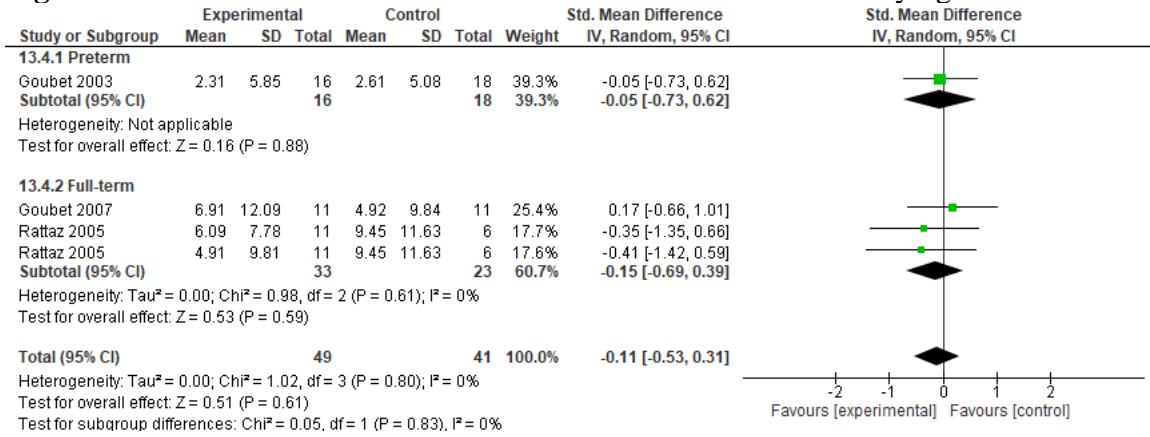 Experimental Control Std. Mean Difference Std. Mean Difference
Study or Subgroup Mean SD Total Mean SD Total Weight IV, Random, 95% CI IV, Random, 95% CI
13.4.1 Preterm
Goubet 2003 2.31 5.85 16 2.61 5.08 18 39.3% -0.05 [-0.73, 0.62]
Subtotal (95% CI) 16 18 39.3% -0.05 [-0.73, 0.62]
Heterogeneity: Not applicable
Test for overall effect: Z = 0.16 (P = 0.88)
13.4.2 Full-term
Goubet 2007 6.91 12.09 11 4.92 9.84 11 25.4% 0.17 [-0.66, 1.01]
Rattaz 2005 6.09 7.78 11 9.45 11.63 6 17.7% -0.35 [-1.35, 0.66]
Rattaz 2005 4.91 9.81 11 9.45 11.63 6 17.6% -0.41 [-1.42, 0.59]
Subtotal (95% CI) 33 23 60.7% -0.15 [-0.69, 0.39]
Heterogeneity: Tau² = 0.00; Chi² = 0.98, df = 2 (P = 0.61); I² = 0%
Test for overall effect: Z = 0.53 (P = 0.59)
Total (95% CI) 49 41 100.0% -0.11 [-0.53, 0.31]
Heterogeneity: Tau² = 0.00; Chi² = 1.02, df = 3 (P = 0.80); I² = 0%
Test for overall effect: Z = 0.51 (P = 0.61)
Test for subgroup differences: Chi² = 0.05, df = 1 (P = 0.83), I² = 0%
-2 -1 0 1 2
Favours [experimental] Favours [control]